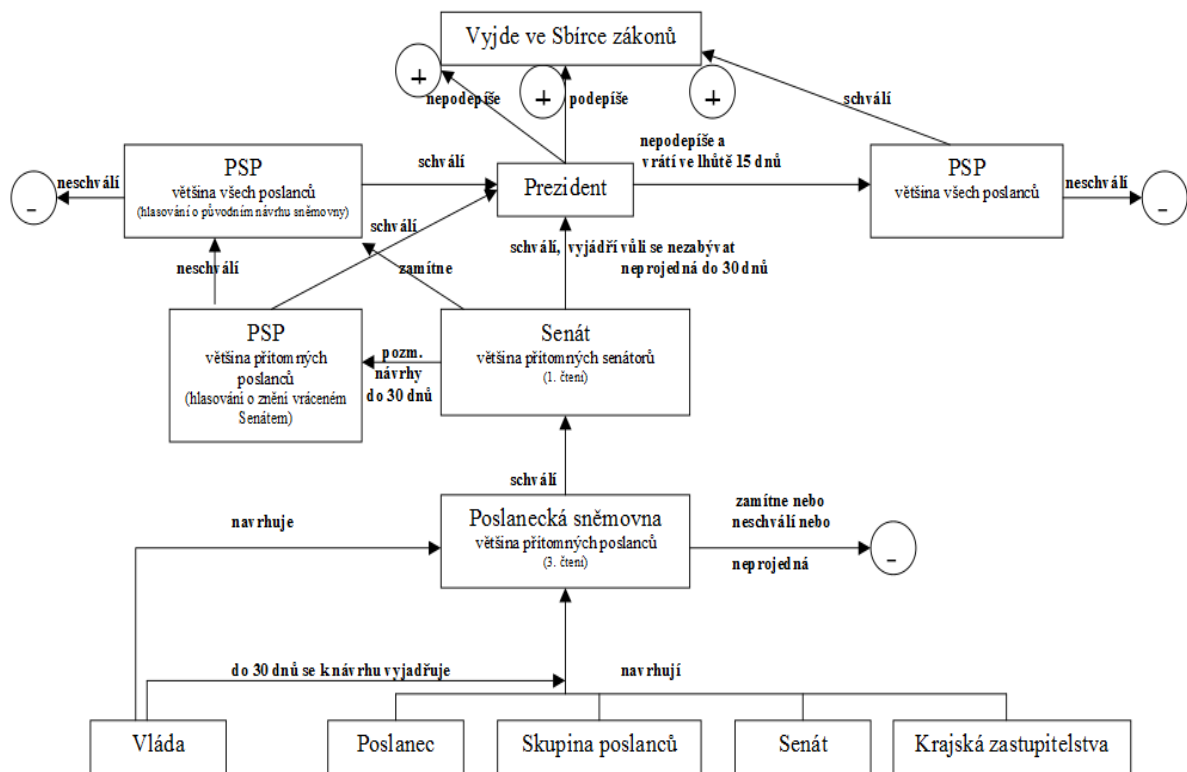 Vyjde ve Sbírce zákonů
+
+
+
nepodepíše
podepíše
schválí
PSP
většina všech poslanců
(hlasování o původním návrhu sněmovny)
neschválí
-
schválí
Prezident
nepodepíše a
vrátí ve lhůtě 15 dnů
PSP
většina všech poslanců
neschválí
-
schválí
neschválí
zamítne
schválí, vyjádří vůli se nezabývat
neprojedná do 30 dnů
PSP
většina přítomných
poslanců
(hlasování o znění vráceném
Senátem)
pozm.
návrhy
do 30 dnů
Senát
většina přítomných senátorů
(1. čtení)
schválí
navrhuje
Poslanecká sněmovna
většina přítomných poslanců
(3. čtení)
zamítne nebo
neschválí nebo
neprojedná
-
do 30 dnů se k návrhu vyjadřuje
navrhují
Vláda
Poslanec
Skupina poslanců
Senát
Krajská zastupitelstva